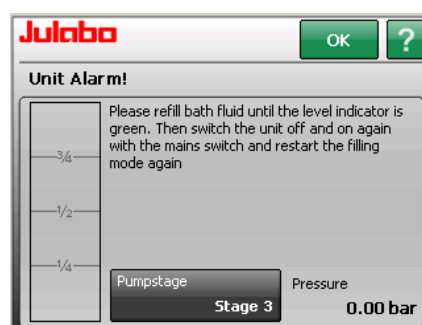 Julabo
OK
?
Unit Alarm!
Please refill bath fluid until the level indicator is
green. Then switch the unit off and on again
with the mains switch and restart the filling
mode again
3/4
1/2
1/4
Pumpstage
Stage 3
Pressure
0.00 bar